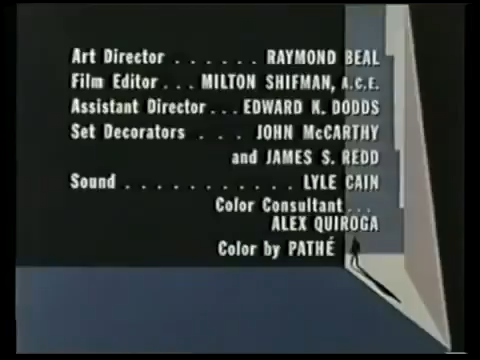 Art Director . . . . . . RAYMOND BEAL
Film Editor . . . MILTON SHIFMAN, A.C.E.
Assistant Director . . . EDWARD K. DODDS
Set Decorators . . . JOHN McCARTHY
and JAMES S. REDD
Sound . . . . . . . . . . . LYLE CAIN
Color Consultant . . .
ALEX QUIROGA
Color by PATHÉ